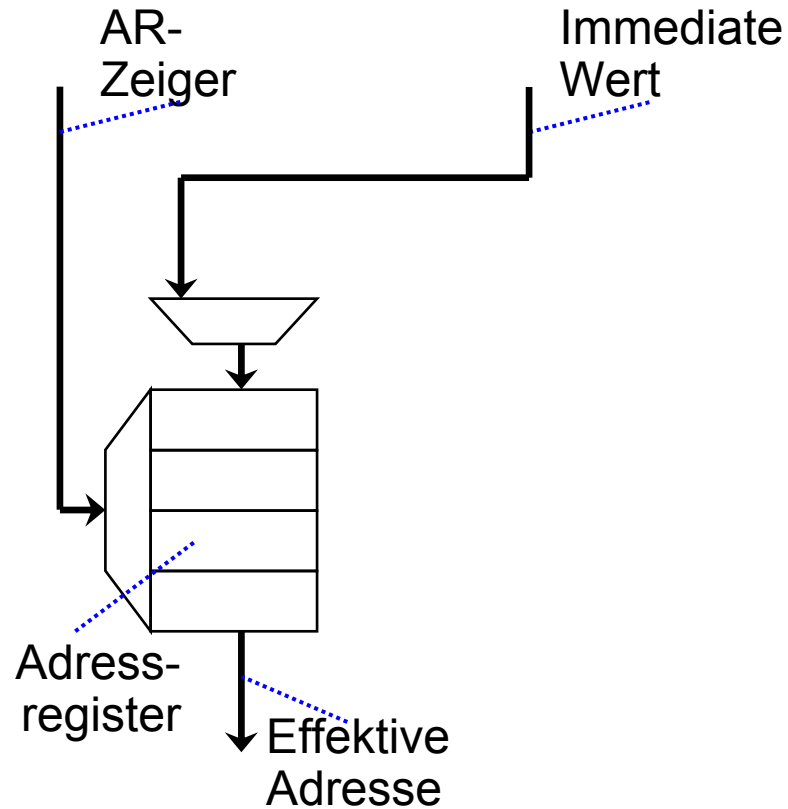 AR-
Zeiger
Immediate
Wert
Adress-
register
Effektive
Adresse